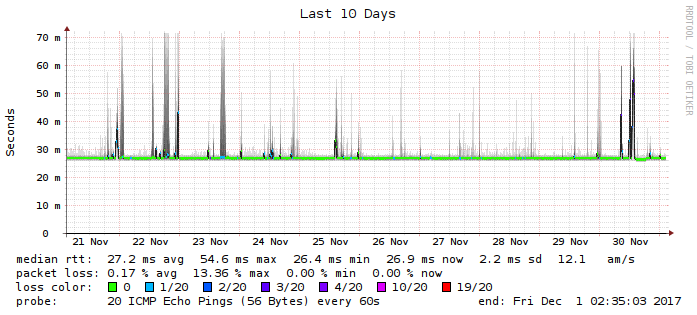 Last 10 Days
RRDTOOL / TOBI OETIKER
Seconds
70 m
60 m
50 m
40 m
30 m
20 m
10 m
0
21 Nov 22 Nov 23 Nov 24 Nov 25 Nov 26 Nov 27 Nov 28 Nov 29 Nov 30 Nov
median rtt: 27.2 ms avg 54.6 ms max 26.4 ms min 26.9 ms now 2.2 ms sd 12.1 am/s
packet loss: 0.17 % avg 13.36 % max 0.00 % min 0.00 % now
loss color: 0 1/20 2/20 3/20 4/20 10/20 19/20
probe: 20 ICMP Echo Pings (56 Bytes) every 60s end: Fri Dec 1 02:35:03 2017